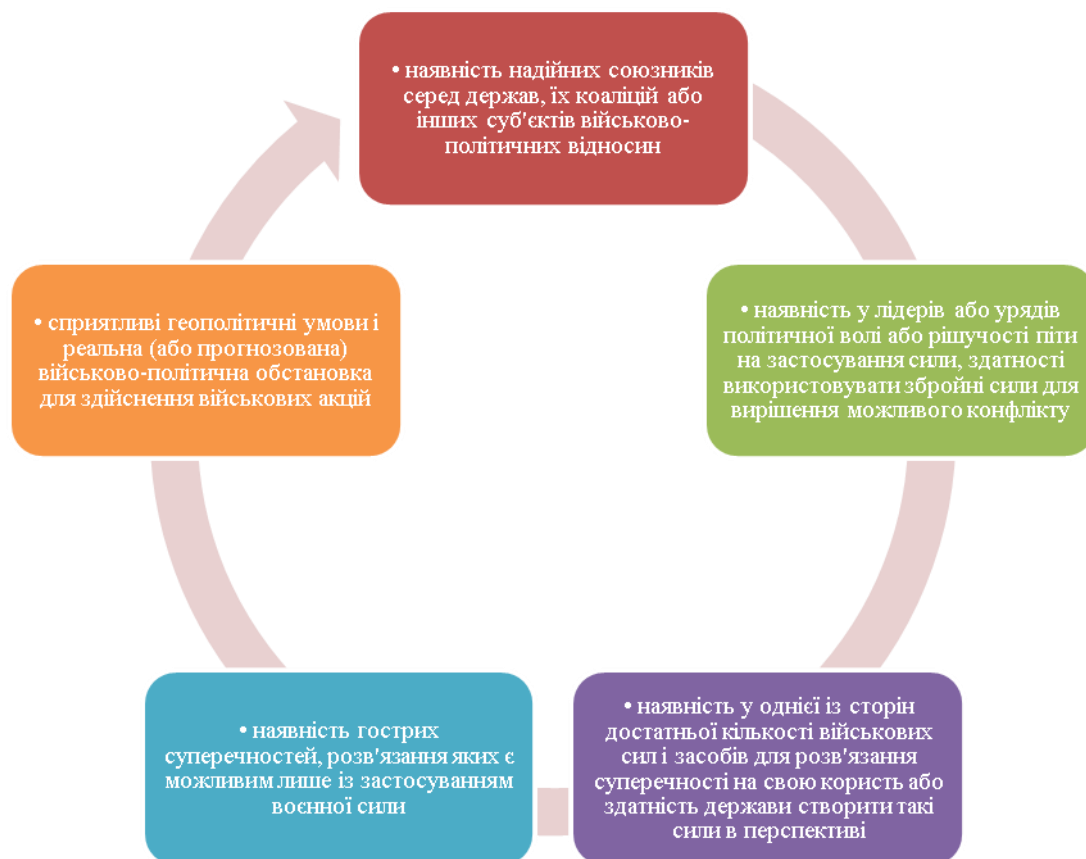 • наявність надійних союзників
серед держав, їх коаліцій або
інших суб'єктів військово-
політичних відносин
• наявність у лідерів або урядів
політичної волі або рішучості піти
на застосування сили, здатності
використовувати збройні сили для
вирішення можливого конфлікту
• наявність у однієї із сторін
достатньої кількості військових
сил і засобів для розв'язання
суперечності на свою користь або
здатність держави створити такі
сили в перспективі
• наявність гострих
суперечностей, розв'язання яких є
можливим лише із застосуванням
воєнної сили
• сприятливі геополітичні умови і
реальна (або прогнозована)
військово-політична обстановка
для здійснення військових акцій